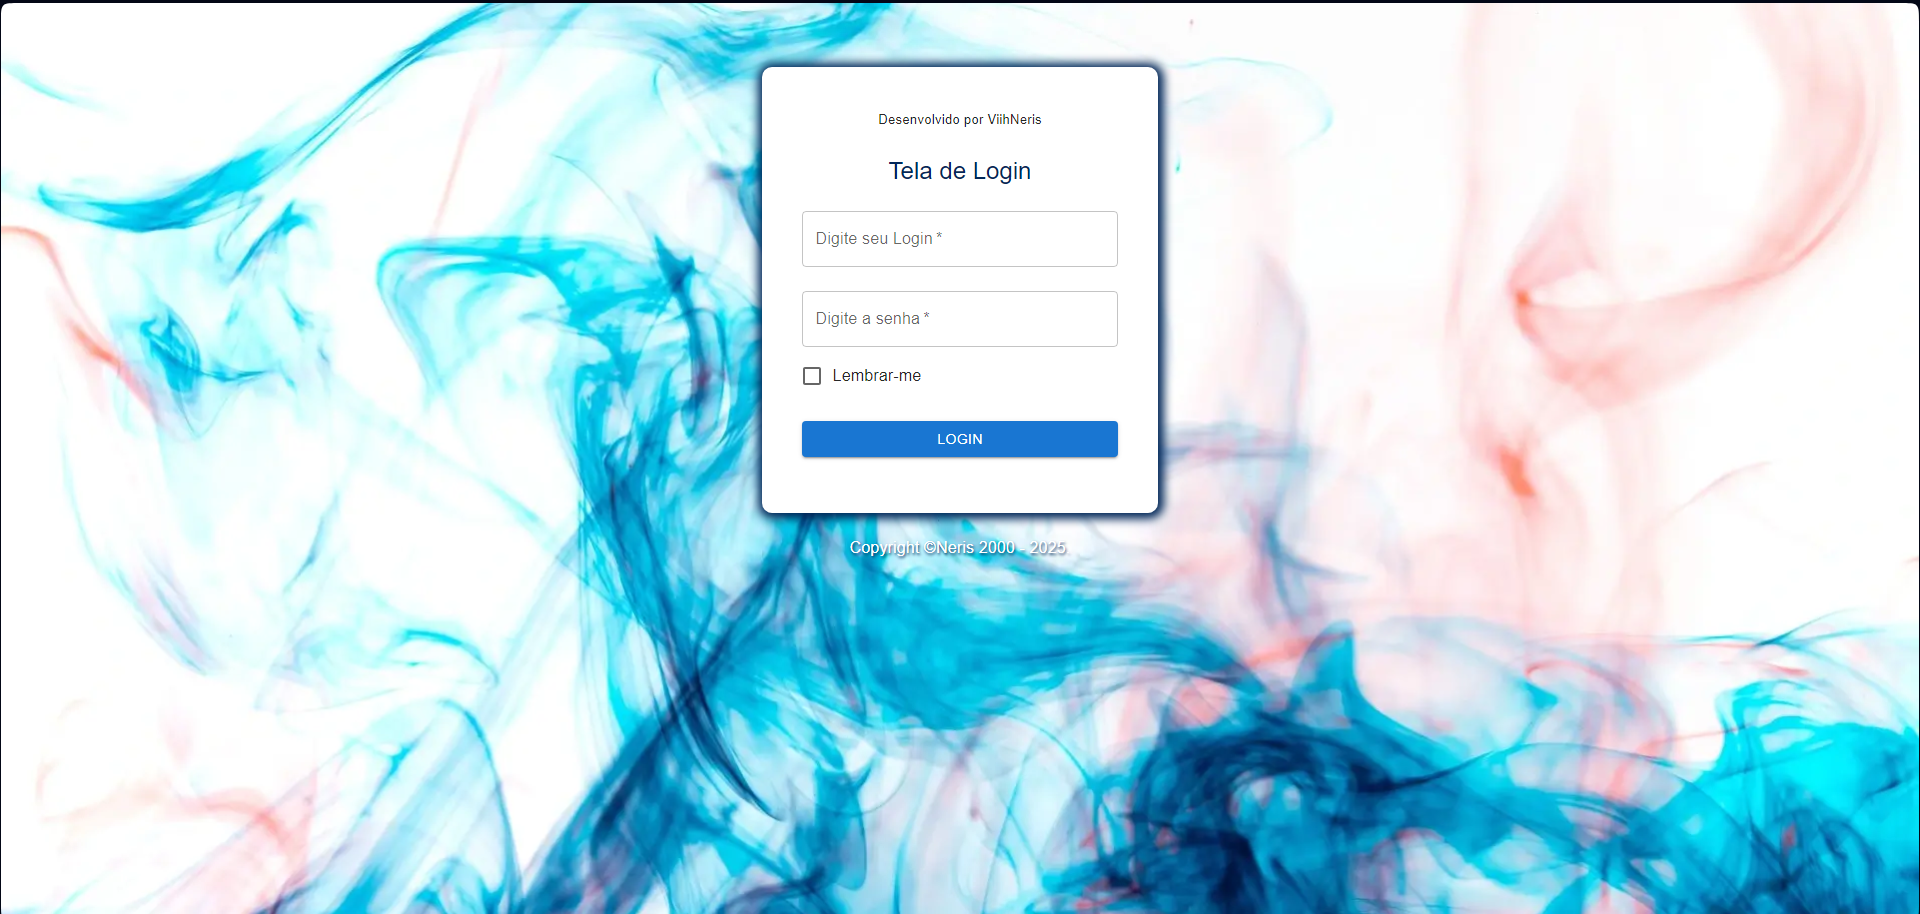 Desenvolvido por ViihNeris
Tela de Login
Digite seu Login *
Digite a senha *
Lembrar-me
LOGIN
Copyright ©Neris 2000 - 2025.